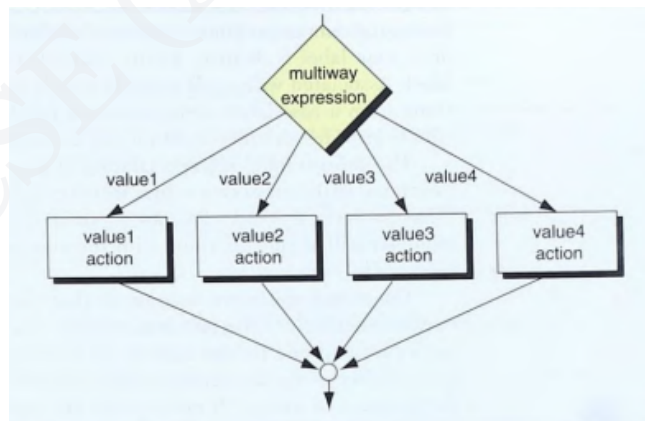 multiway
expression
value1 value2 value3 value4
value1
action
value2
action
value3
action
value4
action